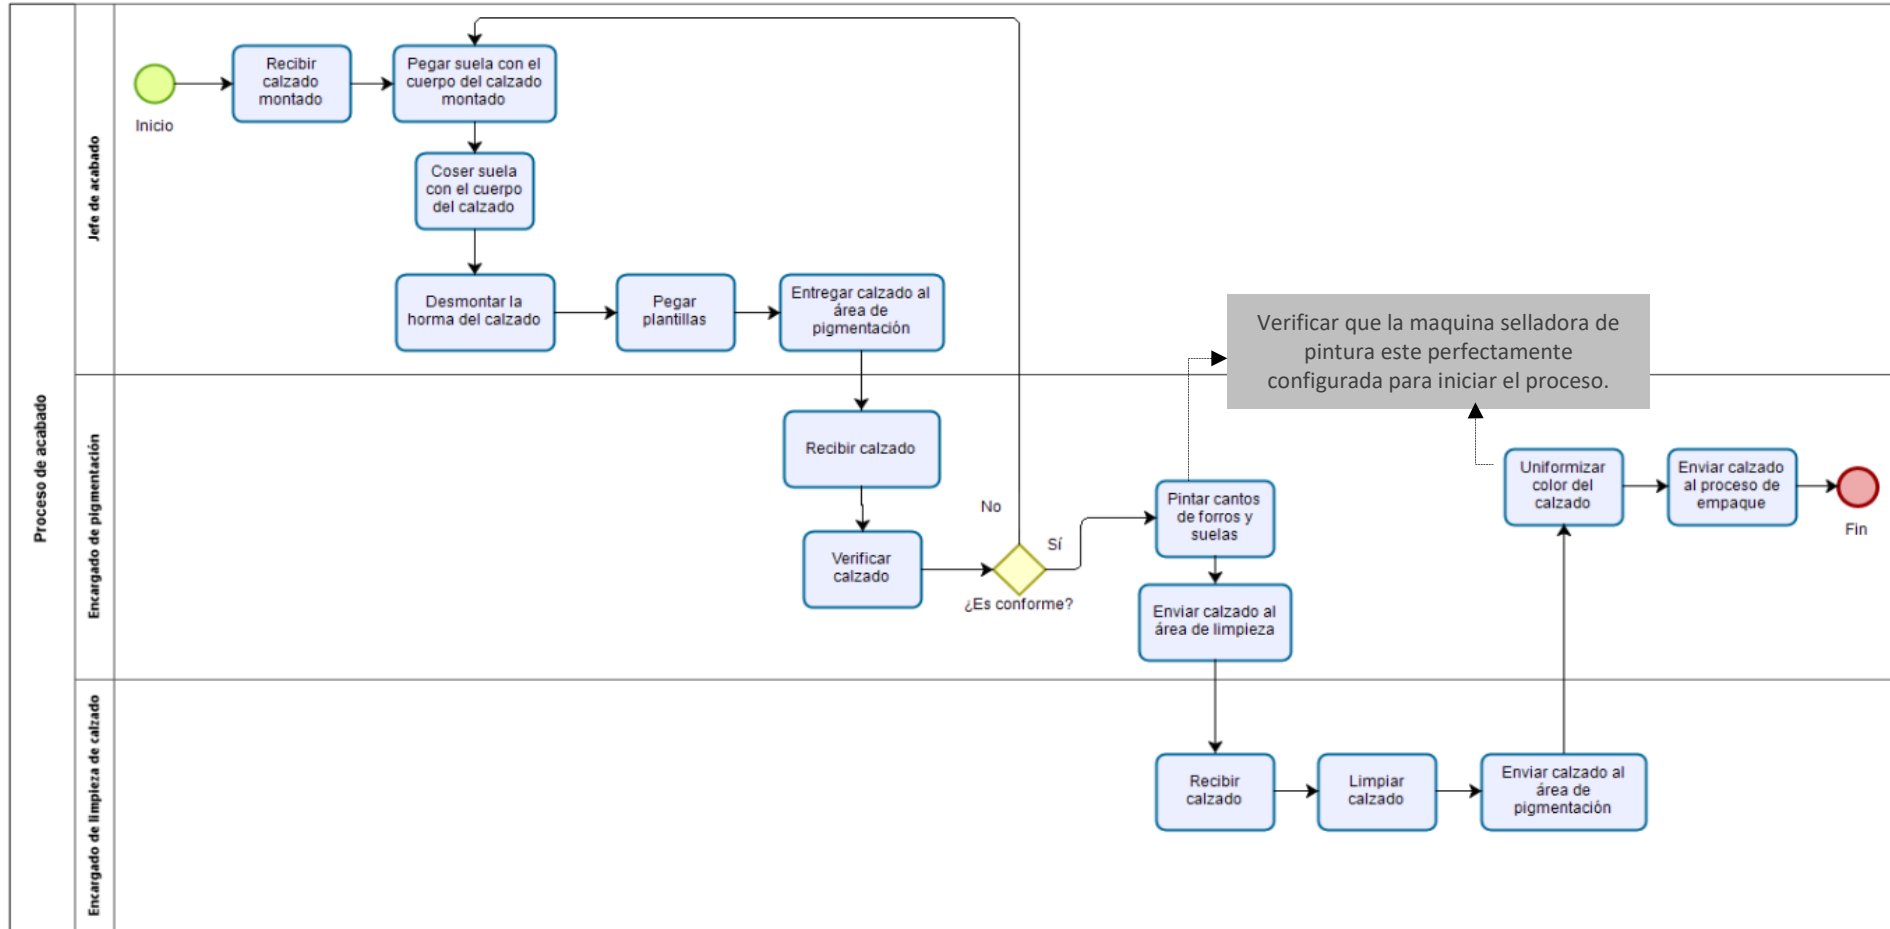 Proceso de acabado
Jefe de acabado
Inicio
Recibir
calzado
montado
Pegar suela con el
cuerpo del calzado
montado
Coser suela
con el cuerpo
del calzado
Desmontar la
horma del calzado
Pegar
plantillas
Entregar calzado al
área de
pigmentación
Encargado de pigmentación
Recibir calzado
Verificar
calzado
¿Es conforme?
No
Sí
Pintar cantos
de forros y
suelas
Verificar que la maquina selladora de
pintura este perfectamente
configurada para iniciar el proceso.
Enviar calzado al
área de limpieza
Uniformizar
color del
calzado
Enviar calzado
al proceso de
empaque
Fin
Encargado de limpieza de calzado
Recibir
calzado
Limpiar
calzado
Enviar calzado al
área de
pigmentación